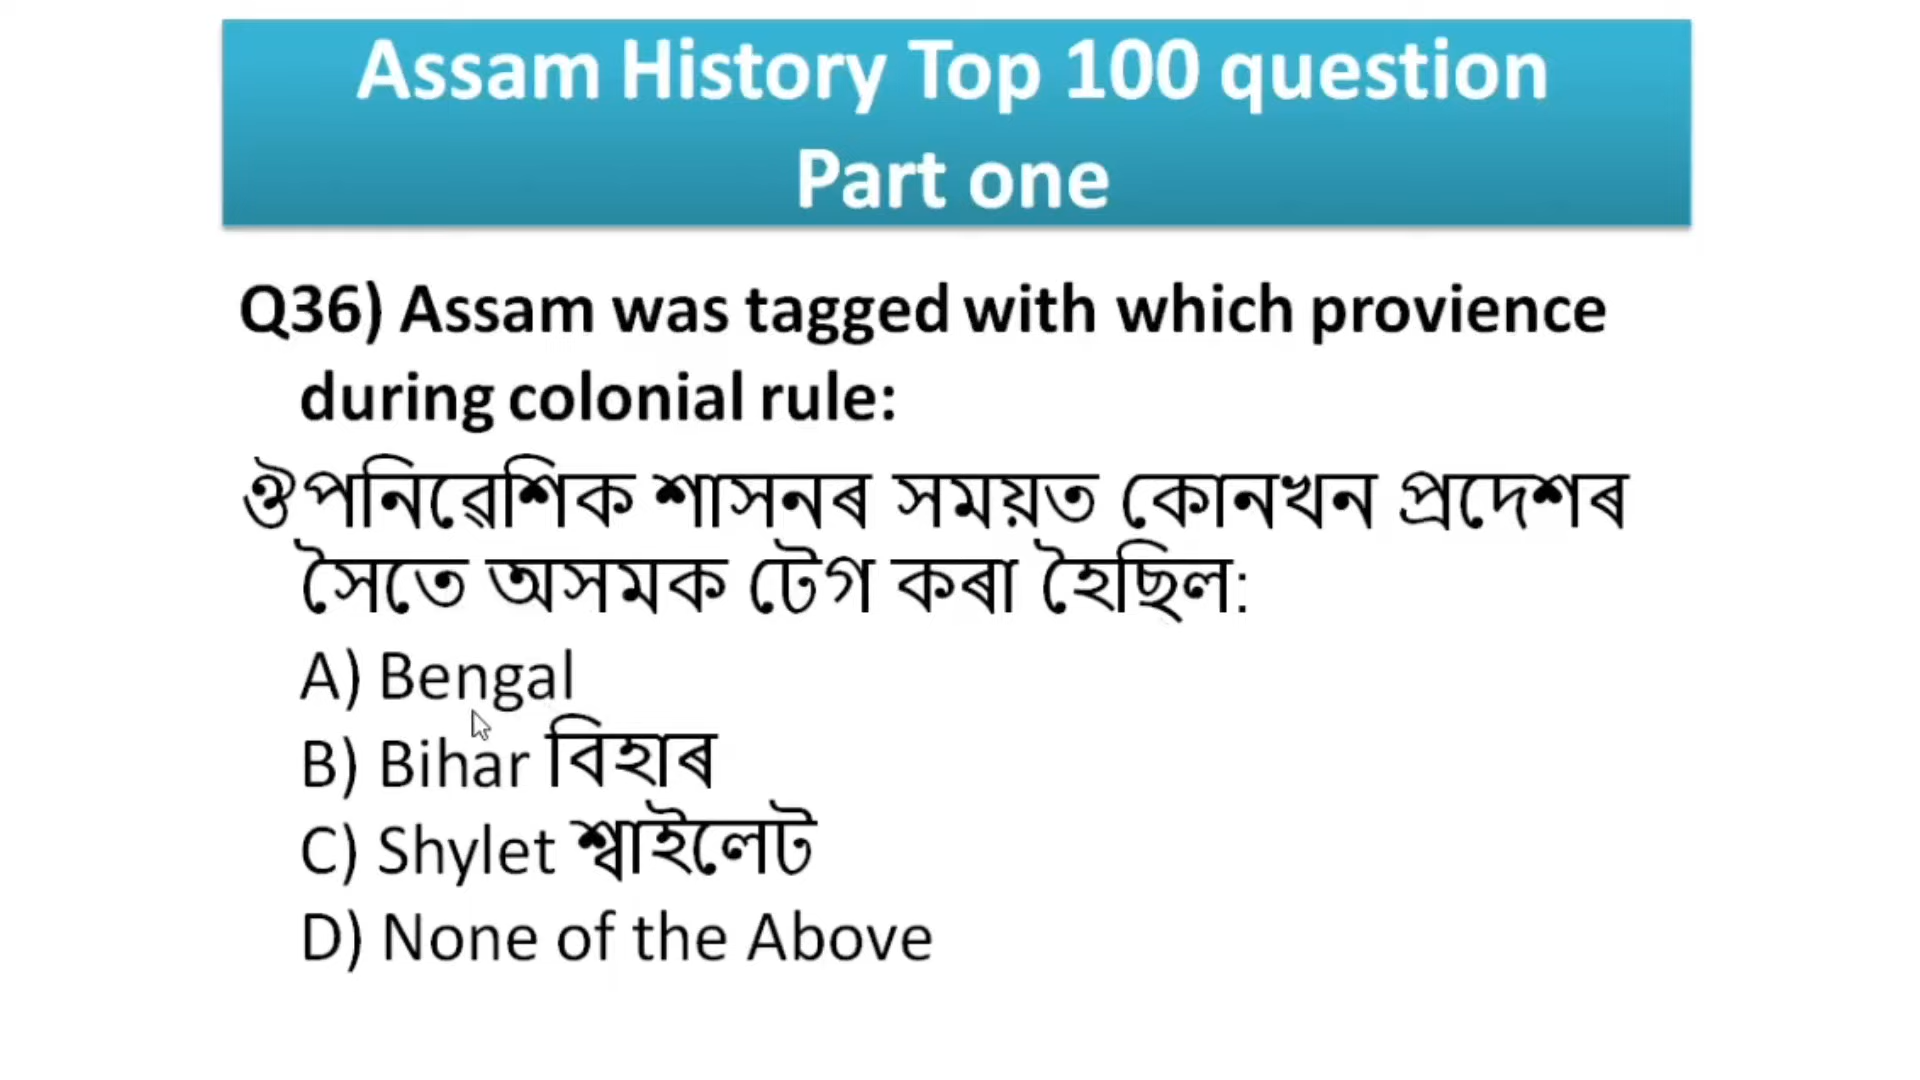 Assam History Top 100 question
Part one
Q36) Assam was tagged with which provience
during colonial rule:
ঔপনিৱেশিক শাসনৰ সময়ত কোনখন প্ৰদেশৰ
সৈতে অসমক টেগ কৰা হৈছিল:
A) Bengal
B) Bihar বিহাৰ
C) Shylet শ্বাইলেট
D) None of the Above